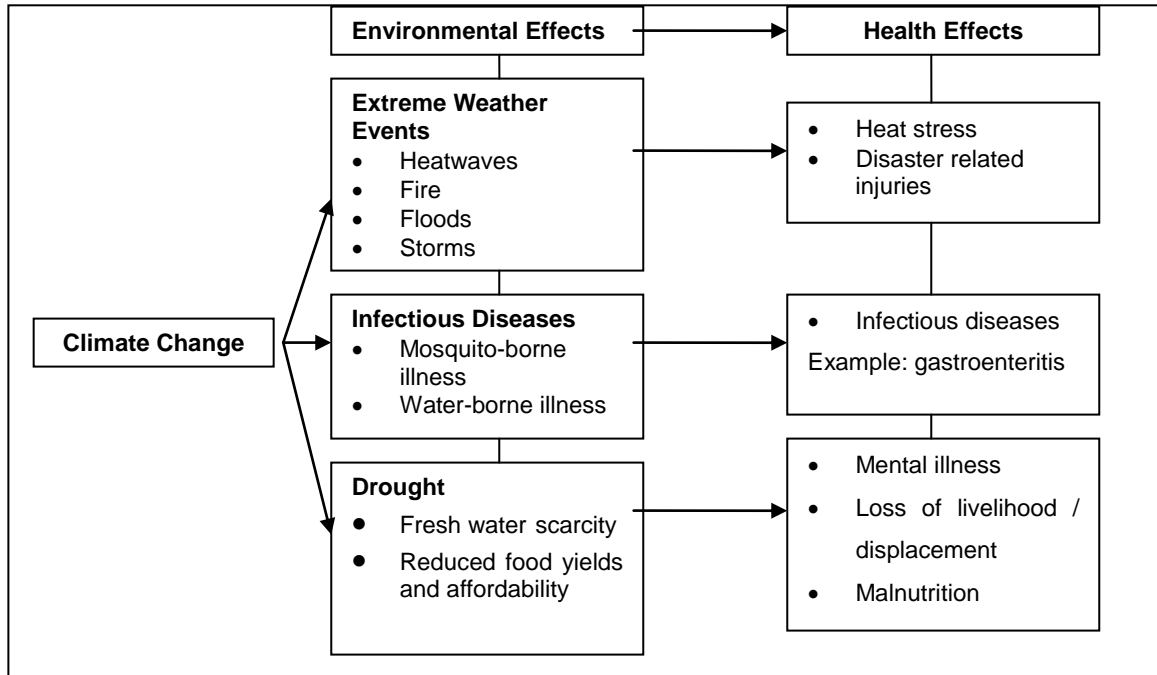 Environmental Effects
Health Effects
Extreme Weather
Events
• Heatwaves
• Fire
• Floods
• Storms
• Heat stress
• Disaster related
injuries
Climate Change
Infectious Diseases
• Mosquito-borne
illness
• Water-borne illness
• Infectious diseases
Example: gastroenteritis
Drought
• Fresh water scarcity
• Reduced food yields
and affordability
• Mental illness
• Loss of livelihood /
displacement
• Malnutrition